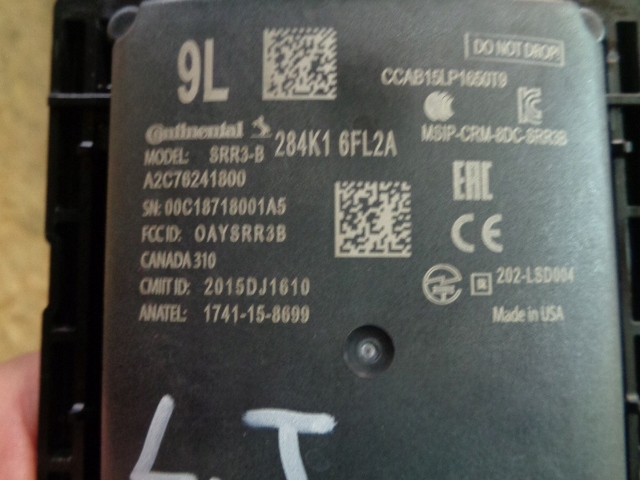 9L
DO NOT DROP!
CCAB15LP1650T9
Continental
284K1 6FL2A
MSIP-CRM-8DC-SRR3B
MODEL: SRR3-B
A2C76241800
EAC
SN: 00C18718001A5
FCC ID: OAYSRR3B
CE
CANADA 310
CMIIT ID: 2015DJ1610
202-LSD004
ANATEL: 1741-15-8699
Made in USA
L.T